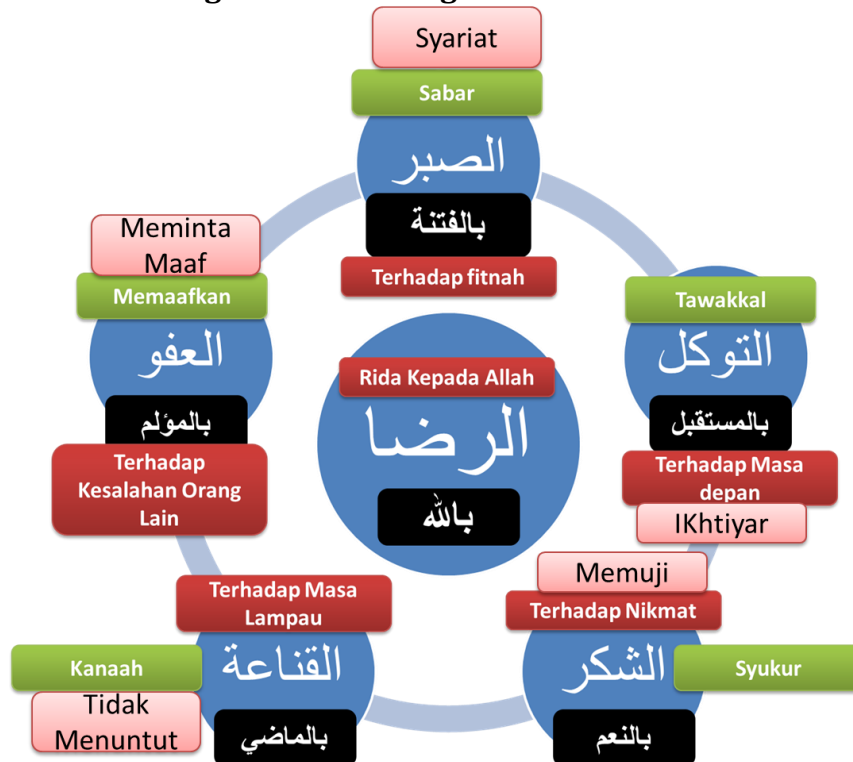 Syariat
Sabar
الصبر
بالفتنة
Terhadap fitnah
Meminta
Maaf
Memaafkan
العفو
بالمؤلم
Terhadap
Kesalahan Orang
Lain
Tawakkal
التوكل
بالمستقبل
Terhadap Masa
depan
IKhtiyar
Rida Kepada Allah
الرضا
بالله
Terhadap Masa
Lampau
Kanaah
القناعة
Tidak
Menuntut
بالماضي
Memuji
Terhadap Nikmat
الشكر
Syukur
بالنعم